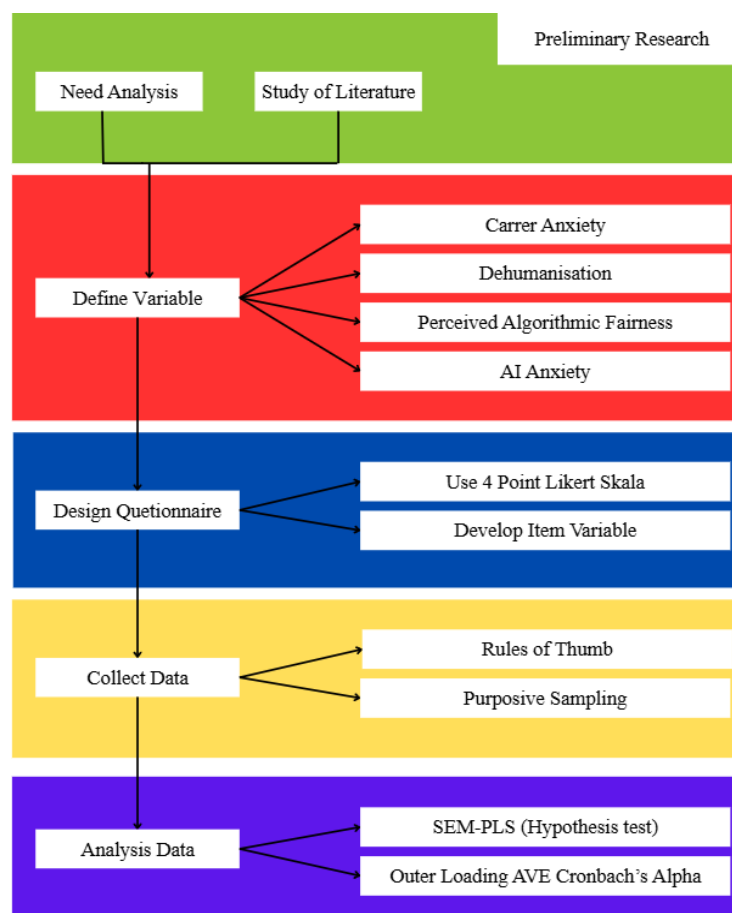 Preliminary Research
Need Analysis
Study of Literature
Define Variable
Carrer Anxiety
Dehumanisation
Perceived Algorithmic Fairness
AI Anxiety
Design Quetionnaire
Use 4 Point Likert Skala
Develop Item Variable
Collect Data
Rules of Thumb
Purposive Sampling
Analysis Data
SEM-PLS (Hypothesis test)
Outer Loading AVE Cronbach’s Alpha